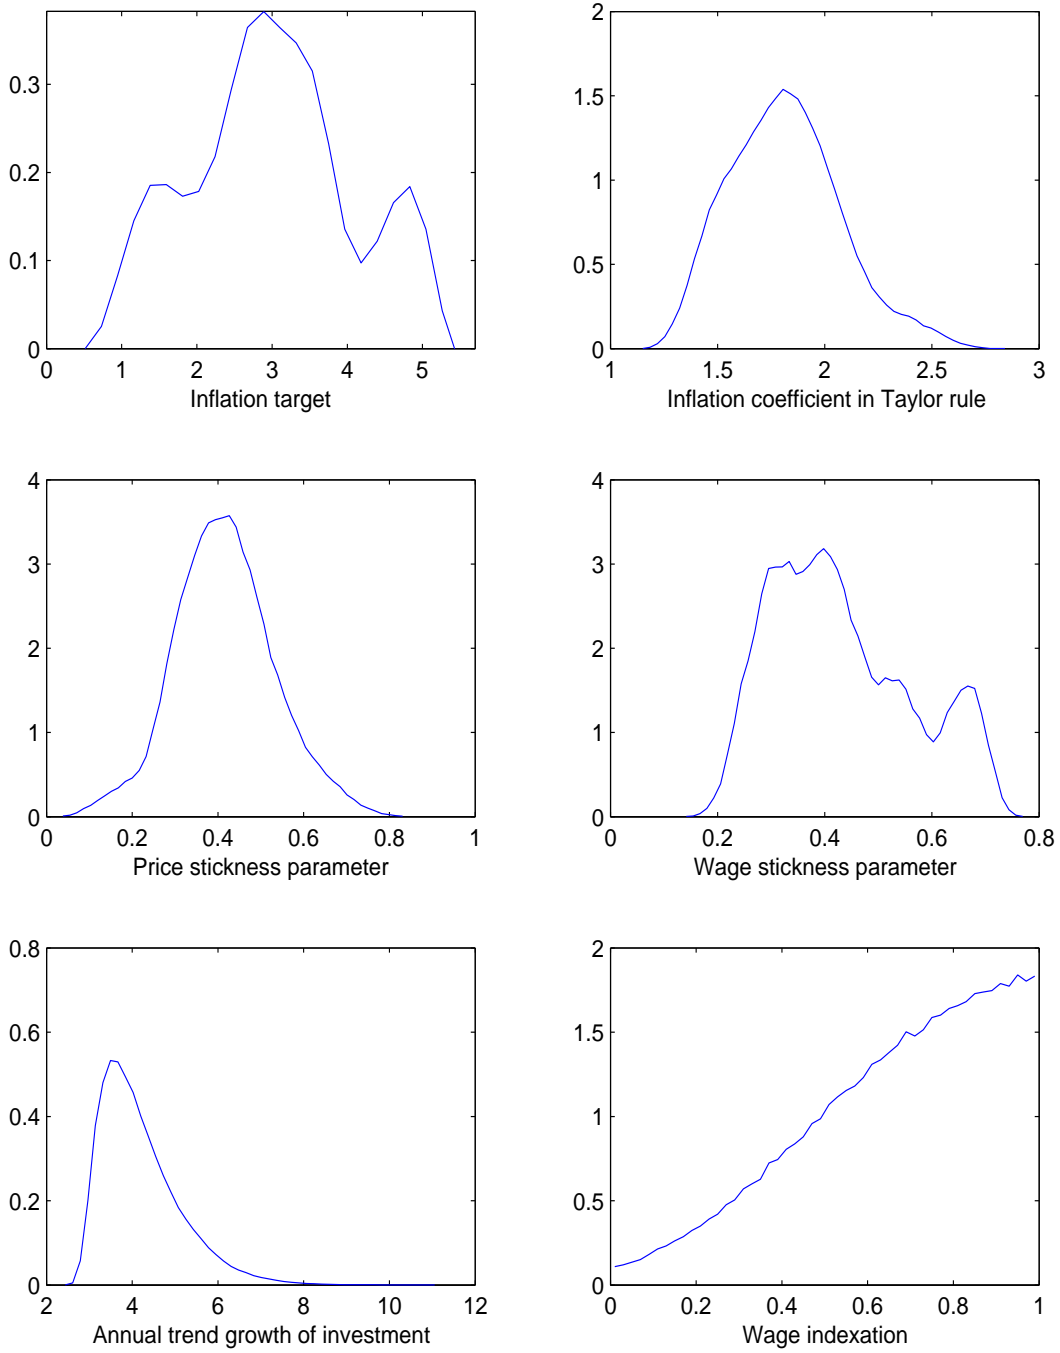 0.3
0.2
0.1
0
0 1 2 3 4 5
Inflation target
2
1.5
1
0.5
0
1 1.5 2 2.5 3
Inflation coefficient in Taylor rule
4
3
2
1
0
0 0.2 0.4 0.6 0.8 1
Price stickness parameter
4
3
2
1
0
0 0.2 0.4 0.6 0.8
Wage stickness parameter
0.8
0.6
0.4
0.2
0
2 4 6 8 10 12
Annual trend growth of investment
2
1.5
1
0.5
0
0 0.2 0.4 0.6 0.8 1
Wage indexation